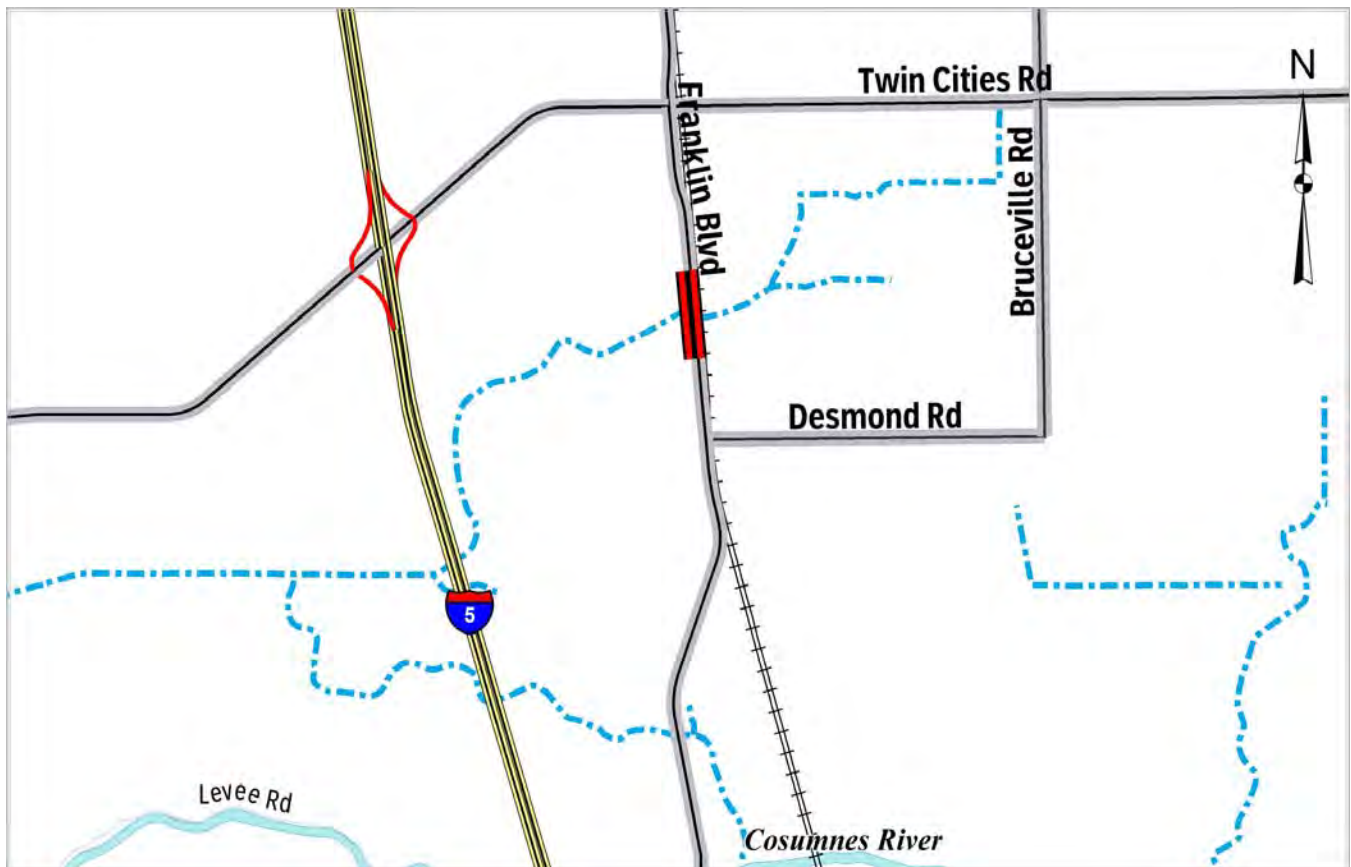 Twin Cities Rd
N
Franklin Blvd
Bruceville Rd
Desmond Rd
5
Levee Rd
Cosumnes River